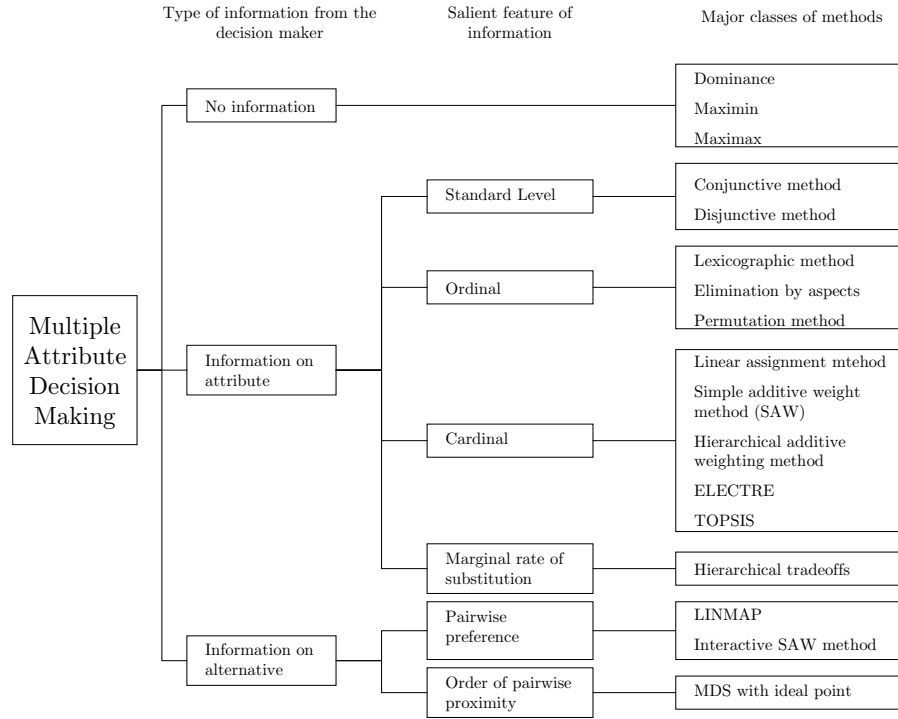 Type of information from the
decision maker
Salient feature of
information
Major classes of methods
Multiple
Attribute
Decision
Making
No information
Dominance
Maximin
Maximax
Information on
attribute
Standard Level
Conjunctive method
Disjunctive method
Ordinal
Lexicographic method
Elimination by aspects
Permutation method
Cardinal
Linear assignment mtehod
Simple additive weight
method (SAW)
Hierarchical additive
weighting method
ELECTRE
TOPSIS
Marginal rate of
substitution
Hierarchical tradeoffs
Information on
alternative
Pairwise
preference
LINMAP
Interactive SAW method
Order of pairwise
proximity
MDS with ideal point